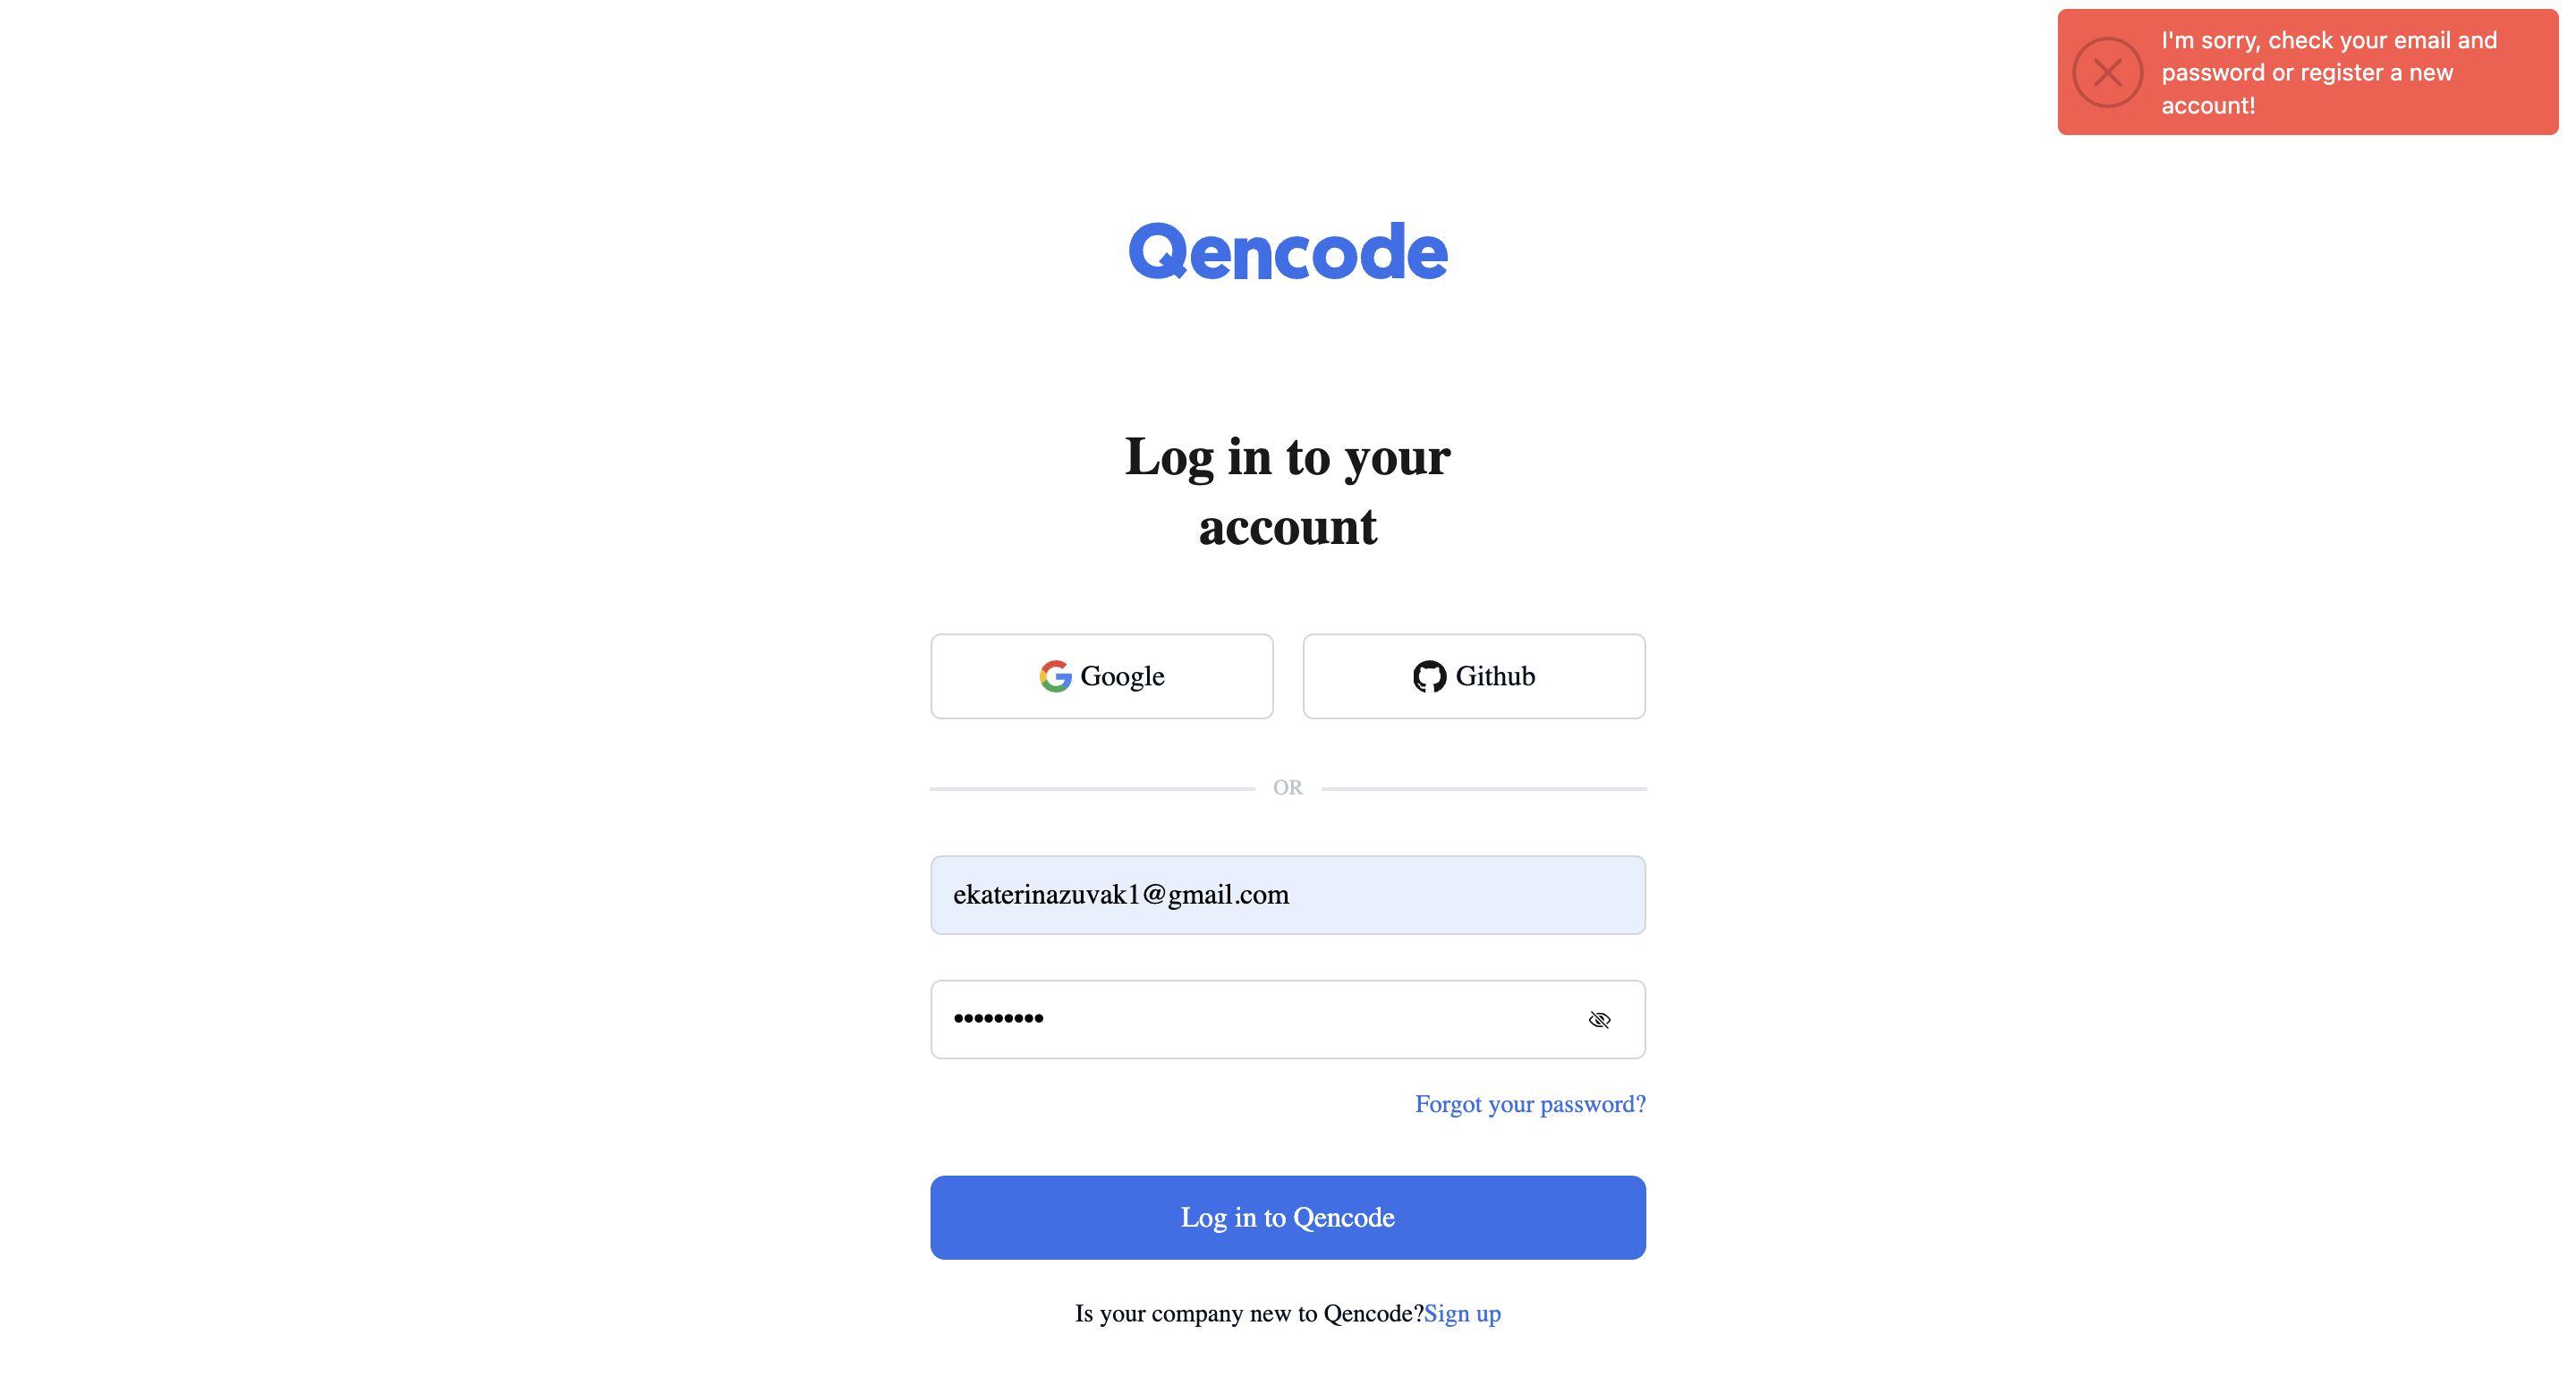 I'm sorry, check your email and
password or register a new
account!
Qencode
Log in to your
account
Google
Github
OR
ekaterinazuvak1@gmail.com
•••••••••
Forgot your password?
Log in to Qencode
Is your company new to Qencode?Sign up